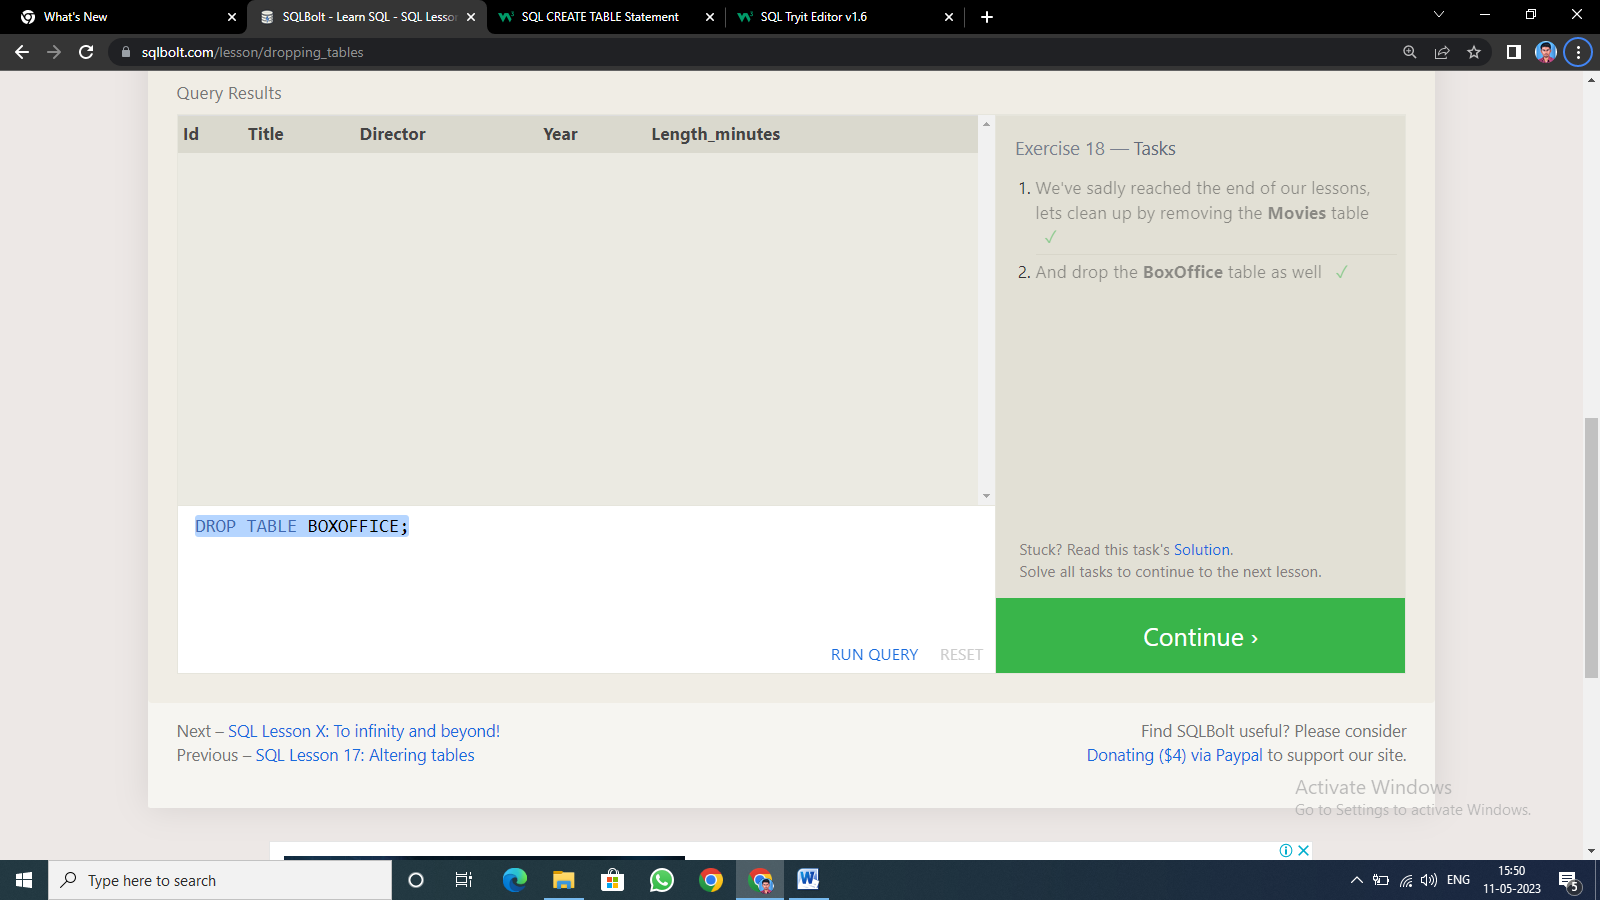 What's New
SQLBolt - Learn SQL - SQL Lesson
SQL CREATE TABLE Statement
SQL Tryit Editor v1.6
sqlbolt.com/lesson/dropping_tables
Query Results
Id Title Director Year Length_minutes
Exercise 18 — Tasks
1. We've sadly reached the end of our lessons,
lets clean up by removing the Movies table
✓
2. And drop the BoxOffice table as well ✓
DROP TABLE BOXOFFICE;
Stuck? Read this task's Solution.
Solve all tasks to continue to the next lesson.
RUN QUERY RESET
Continue ›
Next – SQL Lesson X: To infinity and beyond!
Previous – SQL Lesson 17: Altering tables
Find SQLBolt useful? Please consider
Donating ($4) via Paypal to support our site.
Activate Windows
Go to Settings to activate Windows.
Type here to search
ENG
15:50
11-05-2023
5